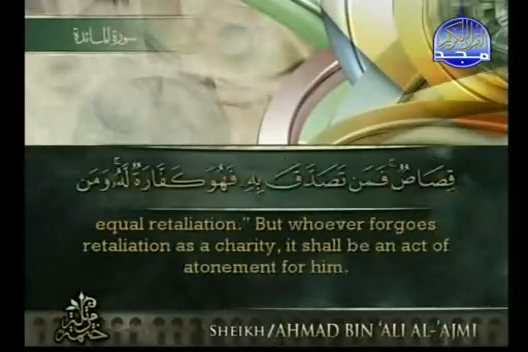 سورة المائدة
المجد
قِصَاصٌ ۚ فَمَن تَصَدَّقَ بِهِ فَهُوَ كَفَّارَةٌ لَّهُ ۚ وَمَن
equal retaliation." But whoever forgoes
retaliation as a charity, it shall be an act of
atonement for him.
SHEIKH/AHMAD BIN 'ALI AL-'AJMI